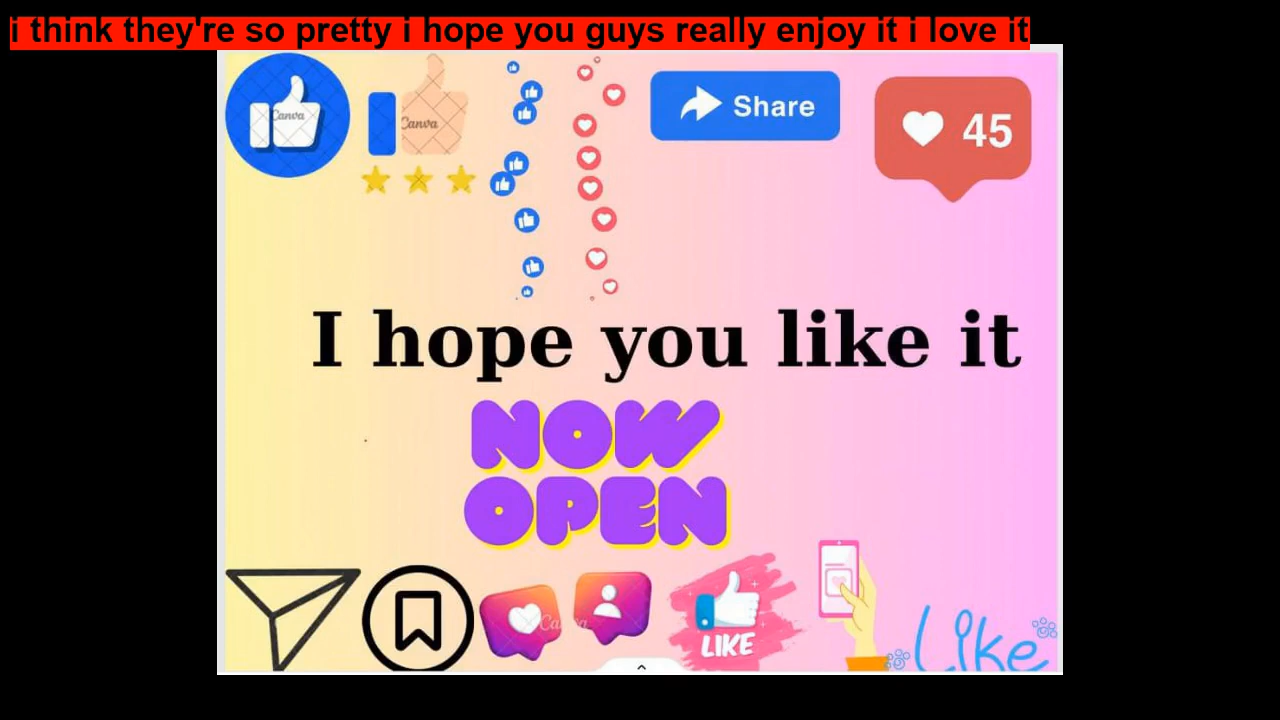 i think they're so pretty i hope you guys really enjoy it i love it
Canva
Canva
Share
45
I hope you like it
NOW
OPEN
Canva
LIKE
Like